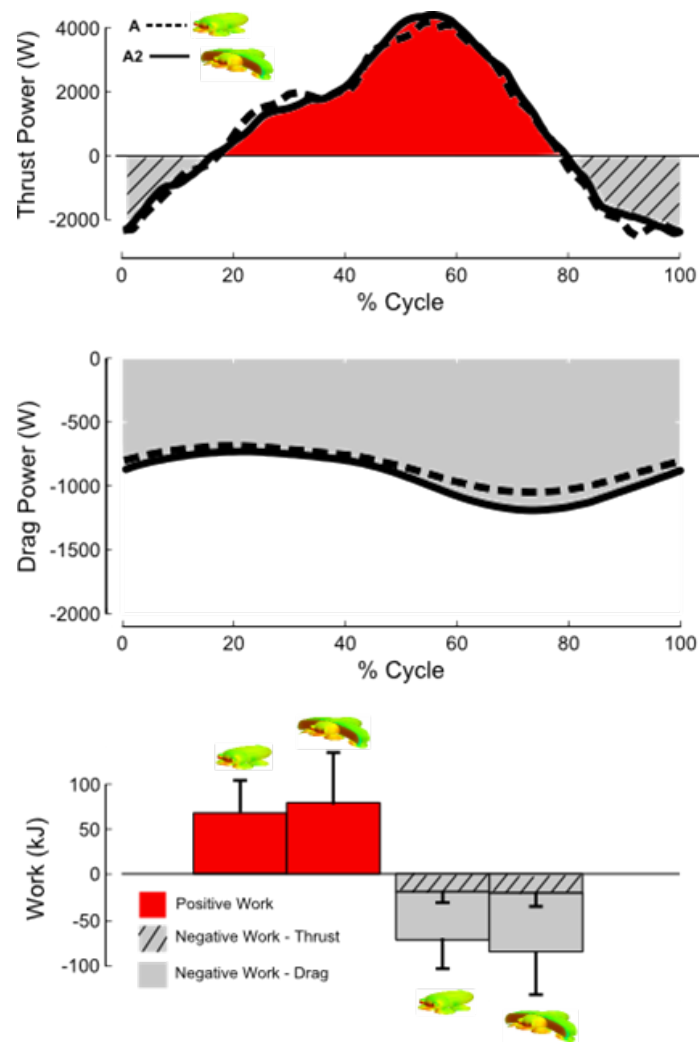 A
A2
Thrust Power (W)
4000
2000
0
-2000
0 20 40 60 80 100
% Cycle
Drag Power (W)
0
-500
-1000
-1500
-2000
0 20 40 60 80 100
% Cycle
Work (kJ)
100
50
0
-50
-100
Positive Work
Negative Work - Thrust
Negative Work - Drag